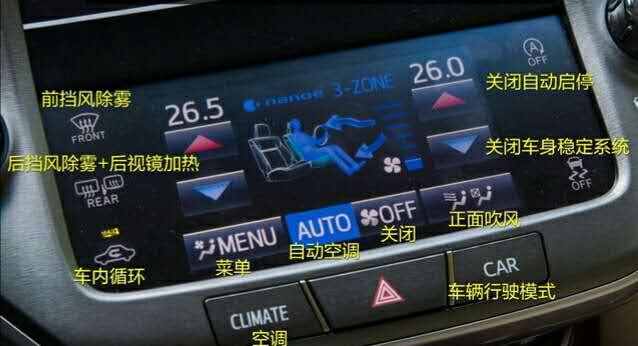 前挡风除雾
FRONT
26.5
nanoe 3-ZONE
26.0
OFF
关闭自动启停
后挡风除雾+后视镜加热
REAR
关闭车身稳定系统
OFF
车内循环
MENU
菜单
AUTO
自动空调
OFF
关闭
正面吹风
CLIMATE
空调
CAR
车辆行驶模式